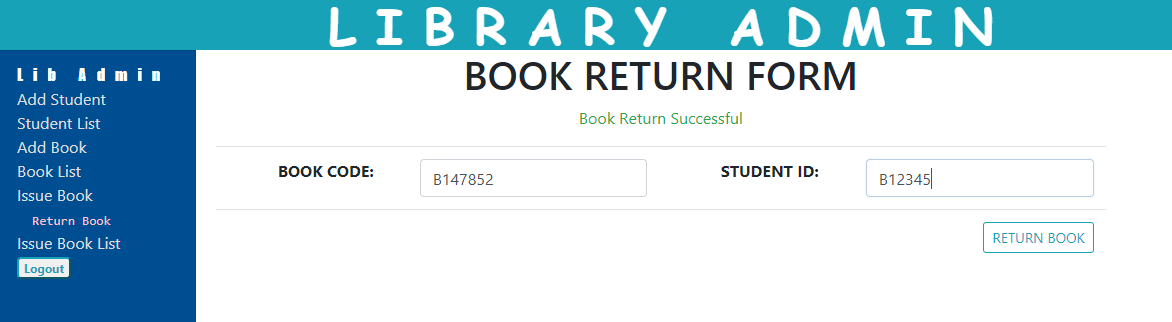 LIBRARY ADMIN
Lib Admin
Add Student
Student List
Add Book
Book List
Issue Book
Return Book
Issue Book List
Logout
BOOK RETURN FORM
Book Return Successful
BOOK CODE: B147852 STUDENT ID: B12345
RETURN BOOK